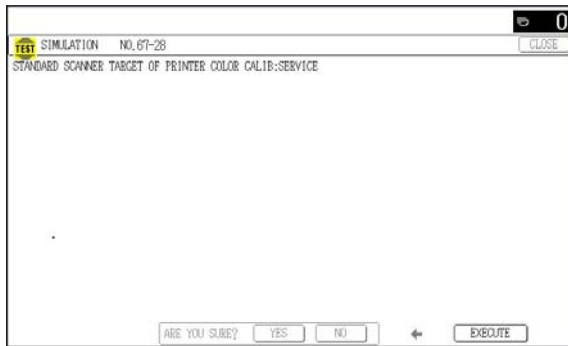 0
TEST SIMULATION NO.67-28 CLOSE
STANDARD SCANNER TARGET OF PRINTER COLOR CALIB:SERVICE
ARE YOU SURE? YES NO EXECUTE